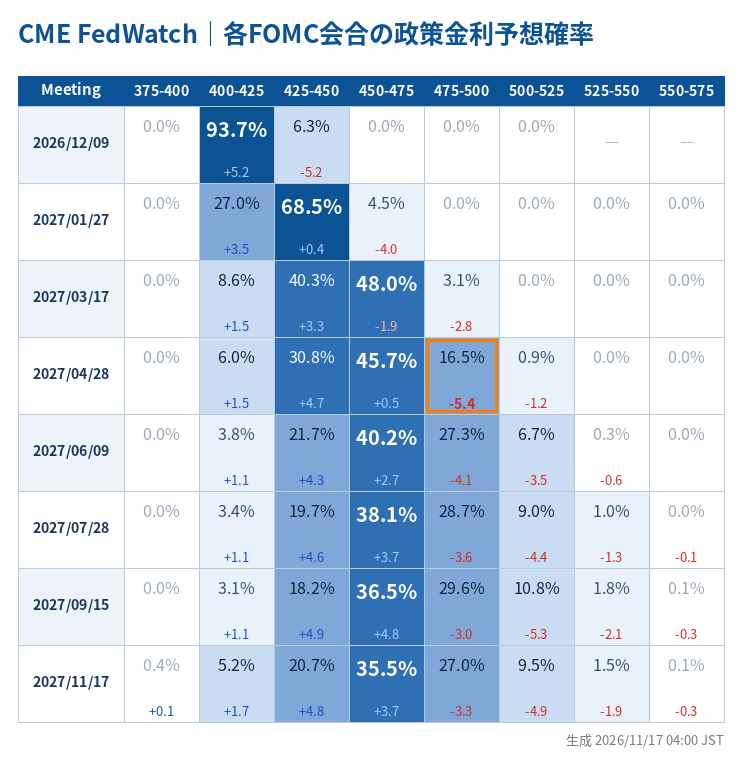 CME FedWatch｜各FOMC会合の政策金利予想確率
Meeting 375-400 400-425 425-450 450-475 475-500 500-525 525-550 550-575
2026/12/09 0.0% 93.7% 6.3% 0.0% 0.0% 0.0% — —
+5.2 -5.2
2027/01/27 0.0% 27.0% 68.5% 4.5% 0.0% 0.0% 0.0% 0.0%
+3.5 +0.4 -4.0
2027/03/17 0.0% 8.6% 40.3% 48.0% 3.1% 0.0% 0.0% 0.0%
+1.5 +3.3 -1.9 -2.8
2027/04/28 0.0% 6.0% 30.8% 45.7% 16.5% 0.9% 0.0% 0.0%
+1.5 +4.7 +0.5 -5.4 -1.2
2027/06/09 0.0% 3.8% 21.7% 40.2% 27.3% 6.7% 0.3% 0.0%
+1.1 +4.3 +2.7 -4.1 -3.5 -0.6
2027/07/28 0.0% 3.4% 19.7% 38.1% 28.7% 9.0% 1.0% 0.0%
+1.1 +4.6 +3.7 -3.6 -4.4 -1.3 -0.1
2027/09/15 0.0% 3.1% 18.2% 36.5% 29.6% 10.8% 1.8% 0.1%
+1.1 +4.9 +4.8 -3.0 -5.3 -2.1 -0.3
2027/11/17 0.4% 5.2% 20.7% 35.5% 27.0% 9.5% 1.5% 0.1%
+0.1 +1.7 +4.8 +3.7 -3.3 -4.9 -1.9 -0.3
生成 2026/11/17 04:00 JST